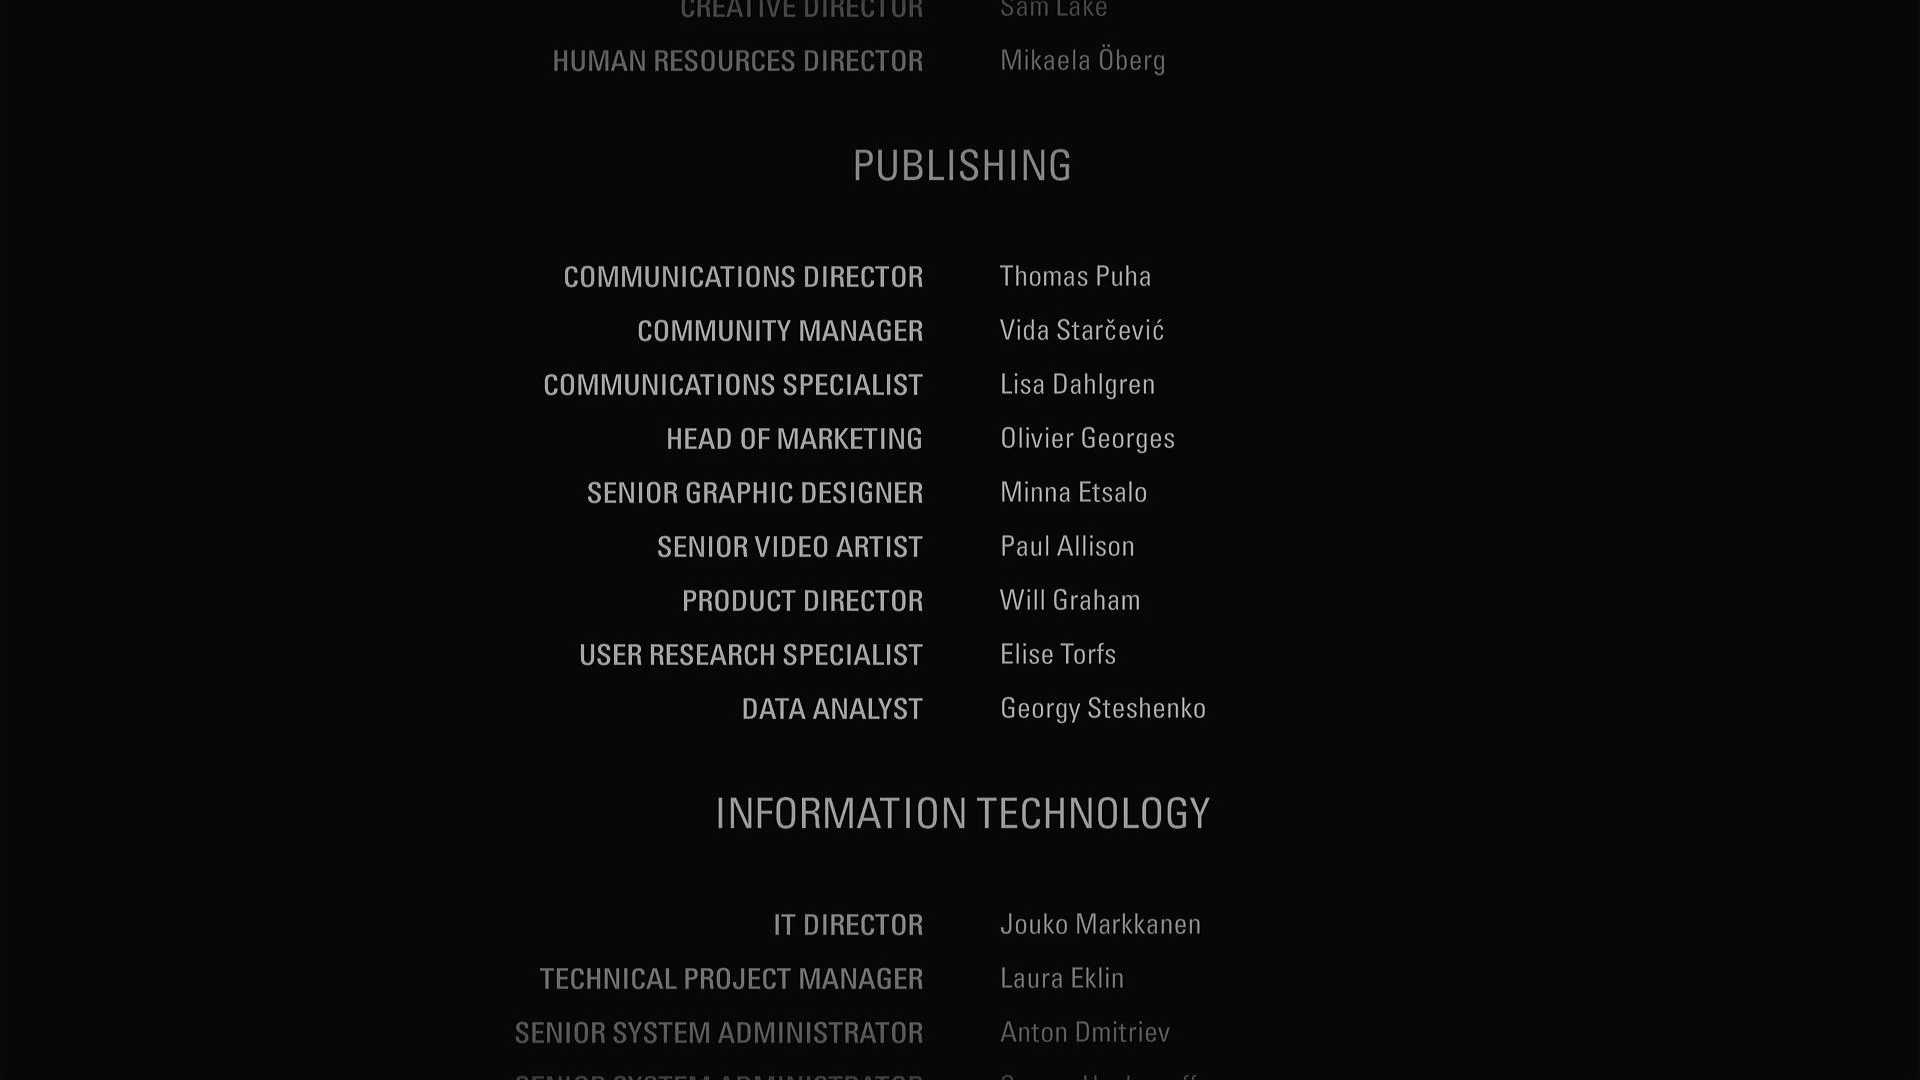 CREATIVE DIRECTOR Sam Lake
HUMAN RESOURCES DIRECTOR Mikaela Öberg
PUBLISHING
COMMUNICATIONS DIRECTOR Thomas Puha
COMMUNITY MANAGER Vida Starčević
COMMUNICATIONS SPECIALIST Lisa Dahlgren
HEAD OF MARKETING Olivier Georges
SENIOR GRAPHIC DESIGNER Minna Etsalo
SENIOR VIDEO ARTIST Paul Allison
PRODUCT DIRECTOR Will Graham
USER RESEARCH SPECIALIST Elise Torfs
DATA ANALYST Georgy Steshenko
INFORMATION TECHNOLOGY
IT DIRECTOR Jouko Markkanen
TECHNICAL PROJECT MANAGER Laura Eklin
SENIOR SYSTEM ADMINISTRATOR Anton Dmitriev
SENIOR SYSTEM ADMINISTRATOR